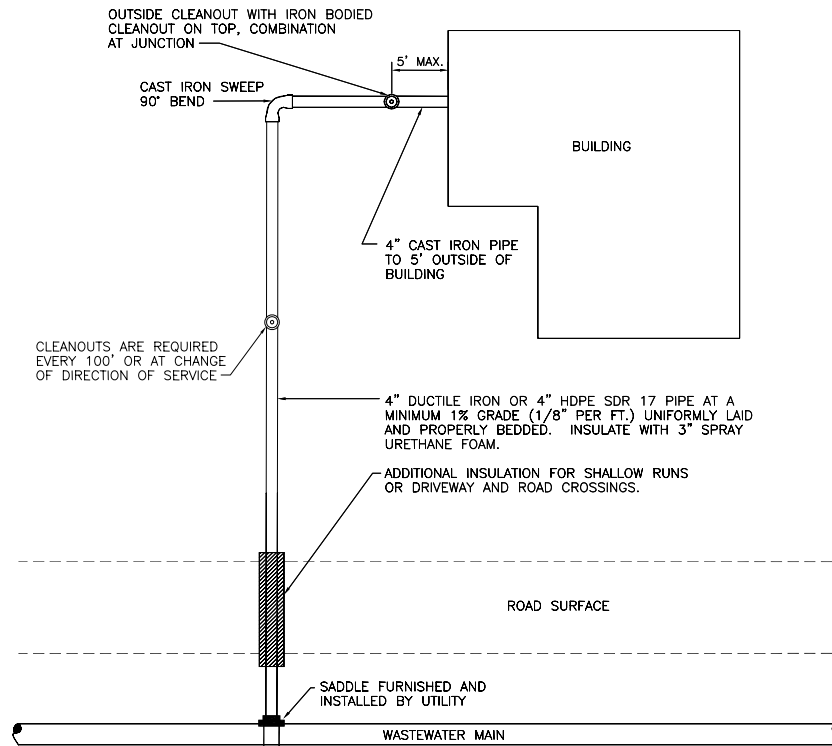 OUTSIDE CLEANOUT WITH IRON BODIED
CLEANOUT ON TOP, COMBINATION
AT JUNCTION
5' MAX.
CAST IRON SWEEP
90° BEND
BUILDING
4" CAST IRON PIPE
TO 5' OUTSIDE OF
BUILDING
CLEANOUTS ARE REQUIRED
EVERY 100' OR AT CHANGE
OF DIRECTION OF SERVICE
4" DUCTILE IRON OR 4" HDPE SDR 17 PIPE AT A
MINIMUM 1% GRADE (1/8" PER FT.) UNIFORMLY LAID
AND PROPERLY BEDDED. INSULATE WITH 3" SPRAY
URETHANE FOAM.
ADDITIONAL INSULATION FOR SHALLOW RUNS
OR DRIVEWAY AND ROAD CROSSINGS.
ROAD SURFACE
SADDLE FURNISHED AND
INSTALLED BY UTILITY
WASTEWATER MAIN